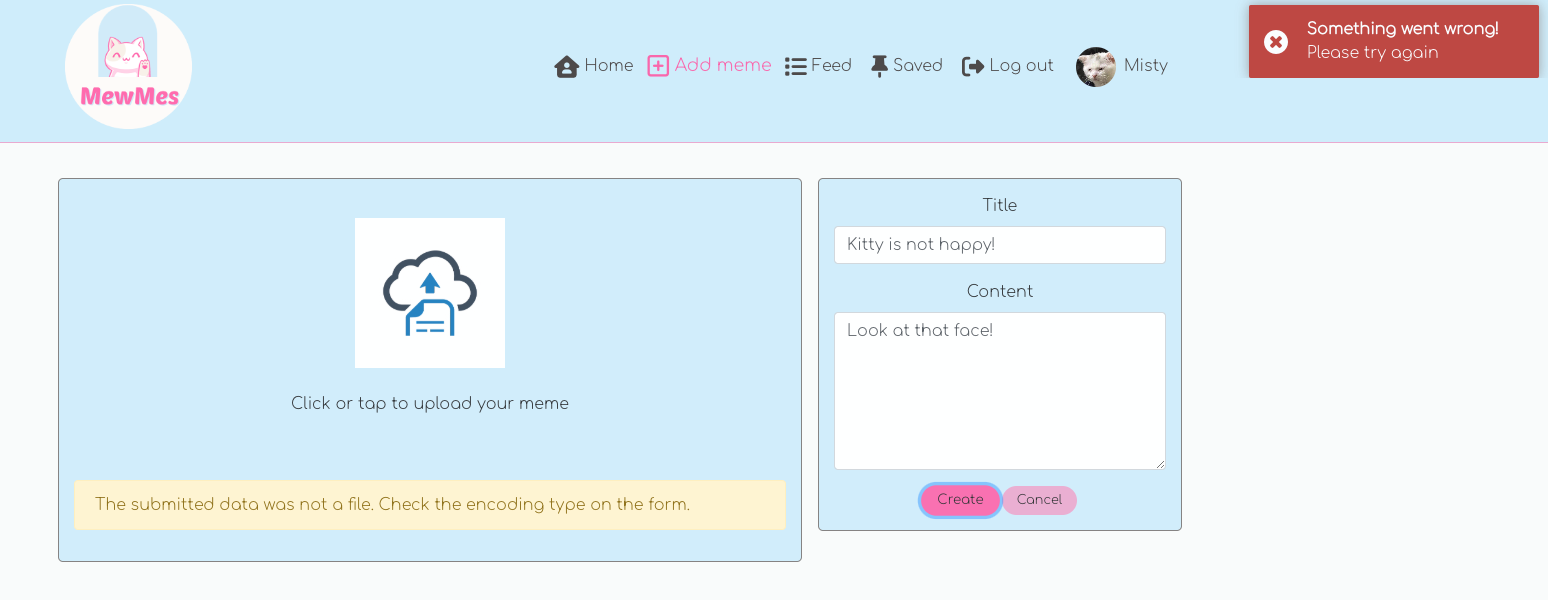 MewMes
Home
Add meme
Feed
Saved
Log out
Misty
Something went wrong!
Please try again
Click or tap to upload your meme
The submitted data was not a file. Check the encoding type on the form.
Title
Kitty is not happy!
Content
Look at that face!
Create
Cancel